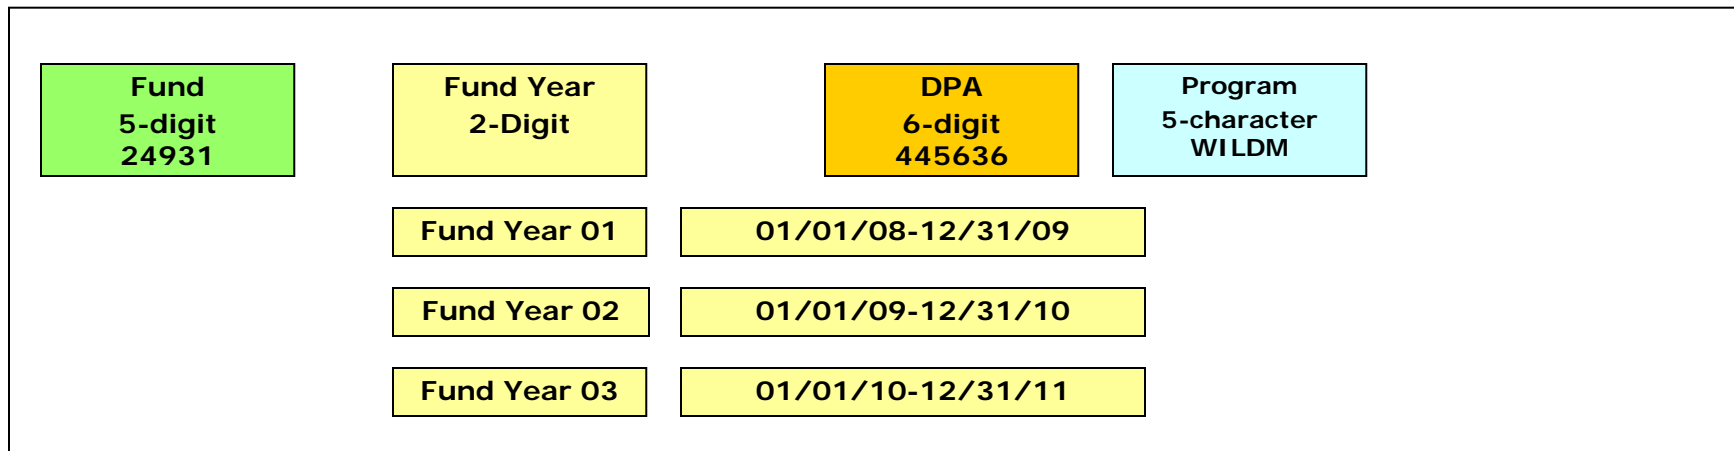 Fund
5-digit
24931
Fund Year
2-Digit
DPA
6-digit
445636
Program
5-character
WILDM
Fund Year 01
01/01/08-12/31/09
Fund Year 02
01/01/09-12/31/10
Fund Year 03
01/01/10-12/31/11